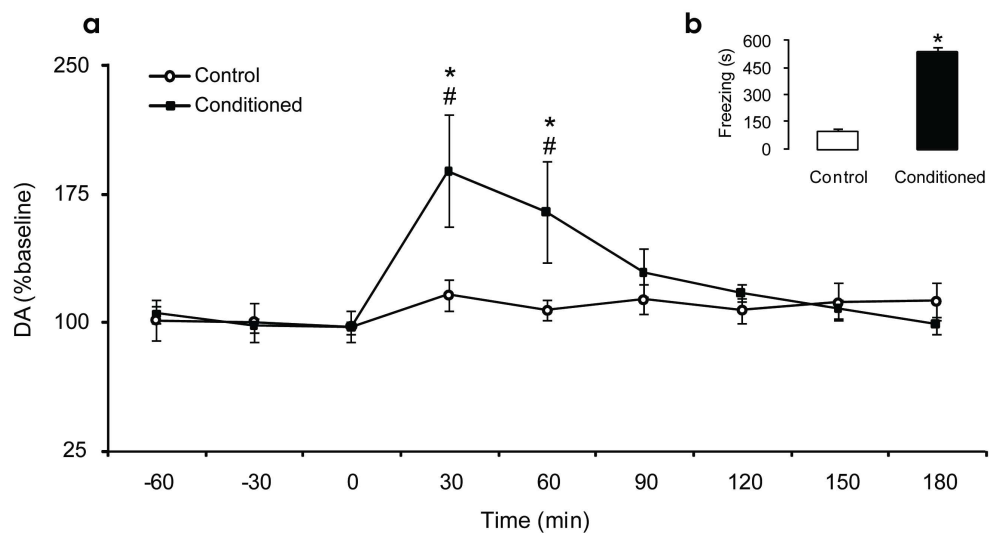 a
250
175
100
25
DA (%baseline)
Control
Conditioned
*
#
*
#
-60 -30 0 30 60 90 120 150 180
Time (min)
b
600
450
300
150
0
Freezing (s)
*
Control Conditioned